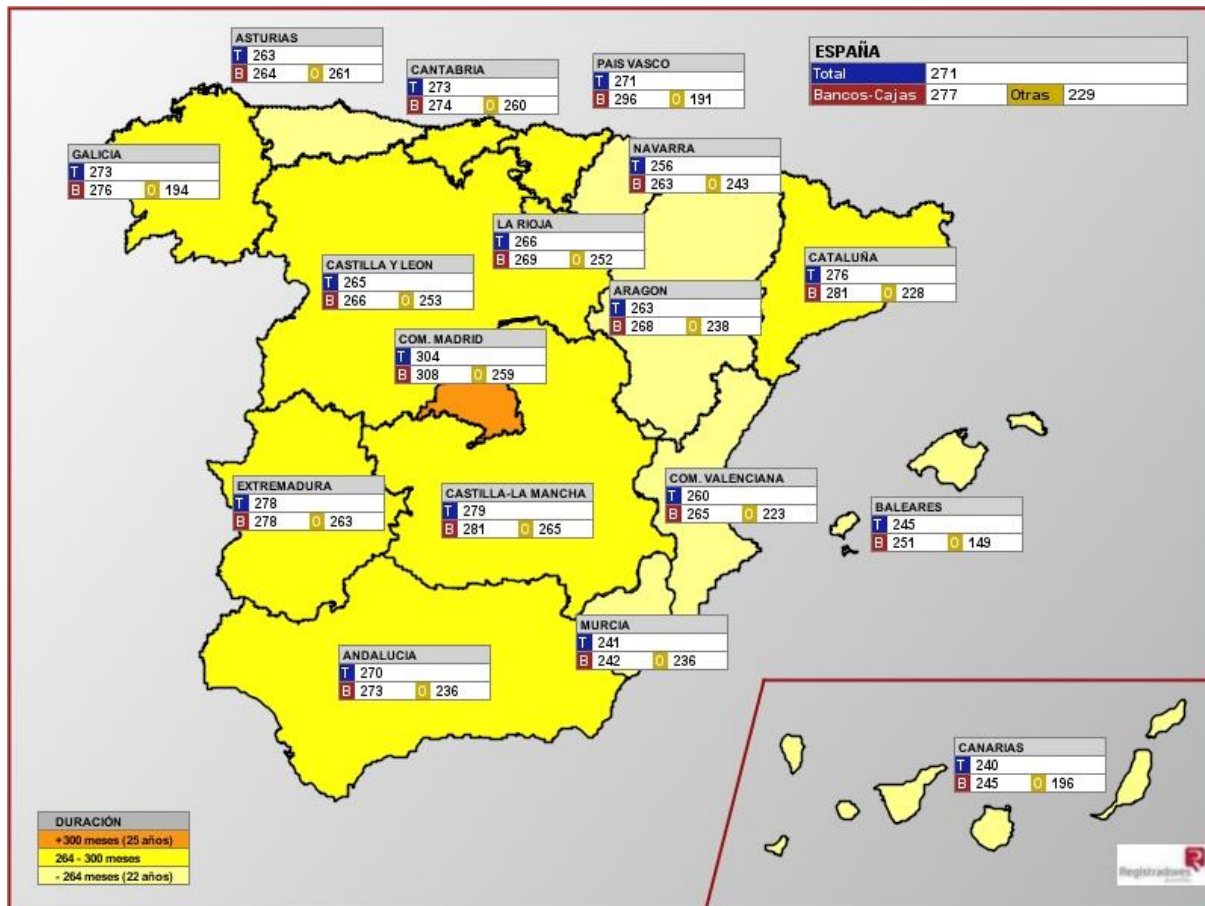 ASTURIAS
T 263
B 264 O 261
CANTABRIA
T 273
B 274 O 260
PAIS VASCO
T 271
B 296 O 191
ESPAÑA
Total 271
Bancos-Cajas 277 Otras 229
GALICIA
T 273
B 276 O 194
NAVARRA
T 256
B 263 O 243
LA RIOJA
T 266
B 269 O 252
CASTILLA Y LEON
T 265
B 266 O 253
CATALUÑA
T 276
B 281 O 228
ARAGON
T 263
B 268 O 238
COM. MADRID
T 304
B 308 O 259
EXTREMADURA
T 278
B 278 O 263
CASTILLA-LA MANCHA
T 279
B 281 O 265
COM. VALENCIANA
T 260
B 265 O 223
BALEARES
T 245
B 251 O 149
MURCIA
T 241
B 242 O 236
ANDALUCIA
T 270
B 273 O 236
CANARIAS
T 240
B 245 O 196
DURACIÓN
+300 meses (25 años)
264 - 300 meses
- 264 meses (22 años)
R
Registradores